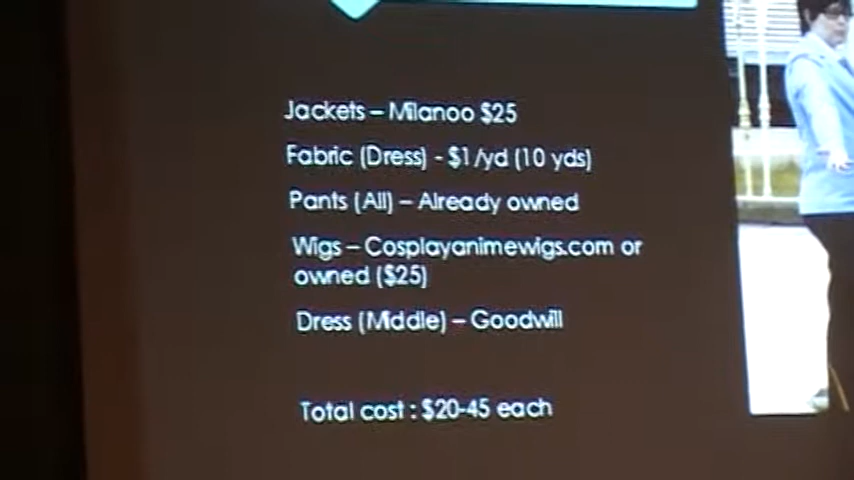 Jackets – Milanoo $25
Fabric (Dress) - $1/yd (10 yds)
Pants (All) – Already owned
Wigs – Cosplayanimewigs.com or
owned ($25)
Dress (Middle) – Goodwill
Total cost : $20-45 each